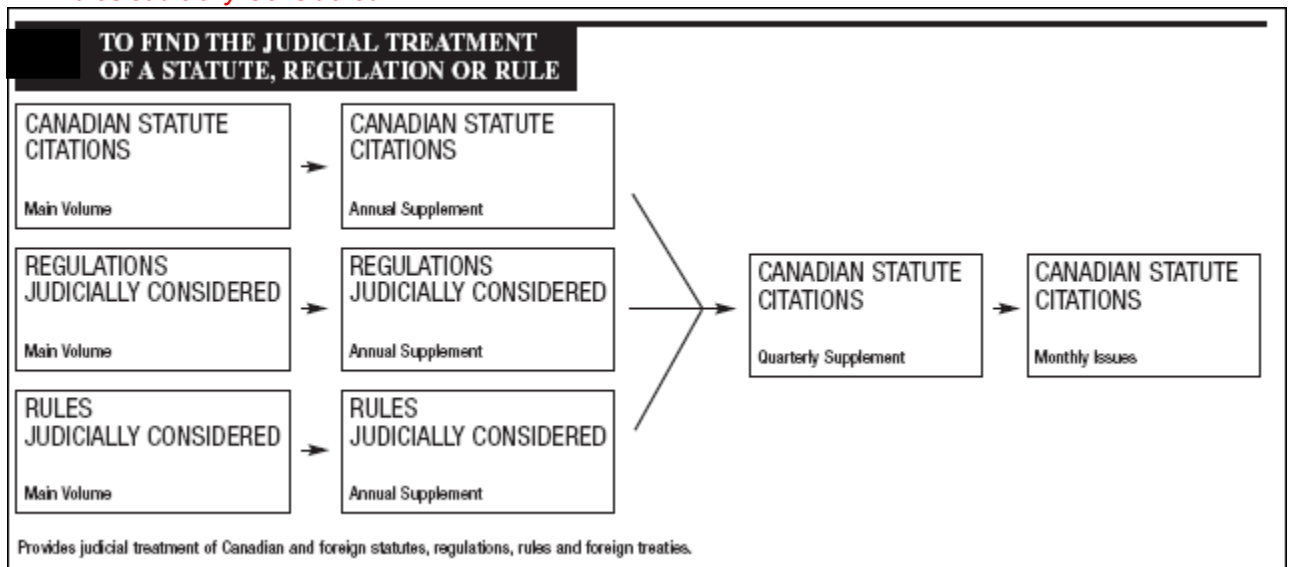 TO FIND THE JUDICIAL TREATMENT
OF A STATUTE, REGULATION OR RULE
CANADIAN STATUTE
CITATIONS
Main Volume
CANADIAN STATUTE
CITATIONS
Annual Supplement
REGULATIONS
JUDICIALLY CONSIDERED
Main Volume
REGULATIONS
JUDICIALLY CONSIDERED
Annual Supplement
CANADIAN STATUTE
CITATIONS
Quarterly Supplement
CANADIAN STATUTE
CITATIONS
Monthly Issues
RULES
JUDICIALLY CONSIDERED
Main Volume
RULES
JUDICIALLY CONSIDERED
Annual Supplement
Provides judicial treatment of Canadian and foreign statutes, regulations, rules and foreign treaties.